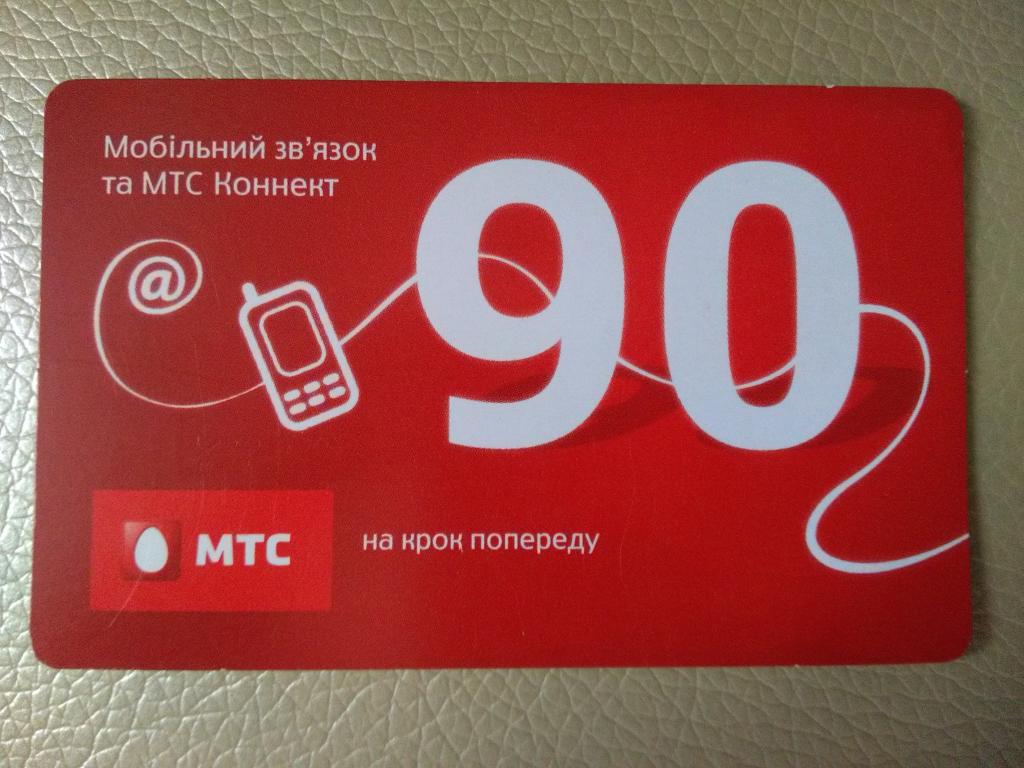 Мобільний зв'язок
та МТС Коннект
@
90
МТС
на крок попереду